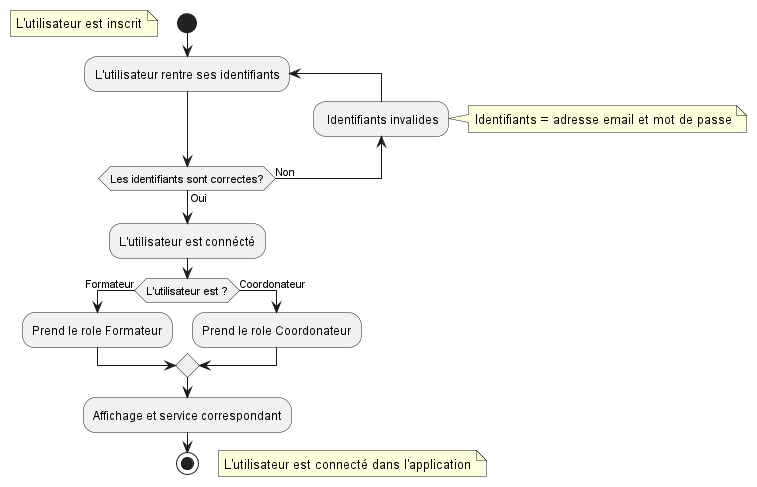 L'utilisateur est inscrit
L'utilisateur rentre ses identifiants
Identifiants invalides
Identifiants = adresse email et mot de passe
Les identifiants sont correctes?
Non
Oui
L'utilisateur est connécté
Formateur
L'utilisateur est ?
Coordonateur
Prend le role Formateur
Prend le role Coordonateur
Affichage et service correspondant
L'utilisateur est connecté dans l'application